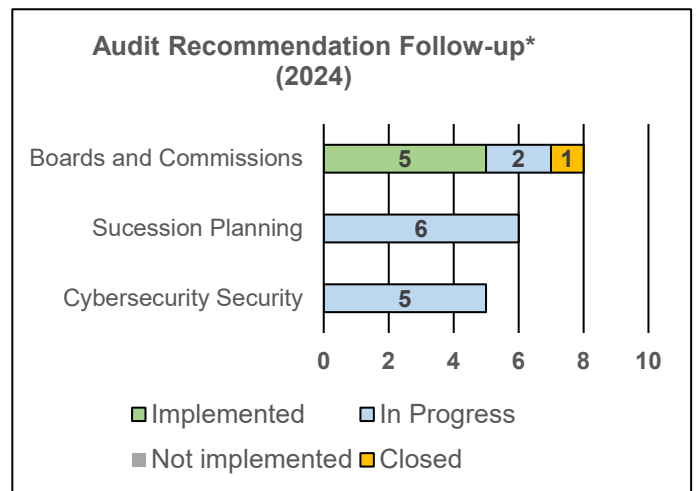 Audit Recommendation Follow-up*
(2024)
Boards and Commissions 5 2 1
Sucession Planning 6
Cybersecurity Security 5
0 2 4 6 8 10
Implemented In Progress
Not implemented Closed